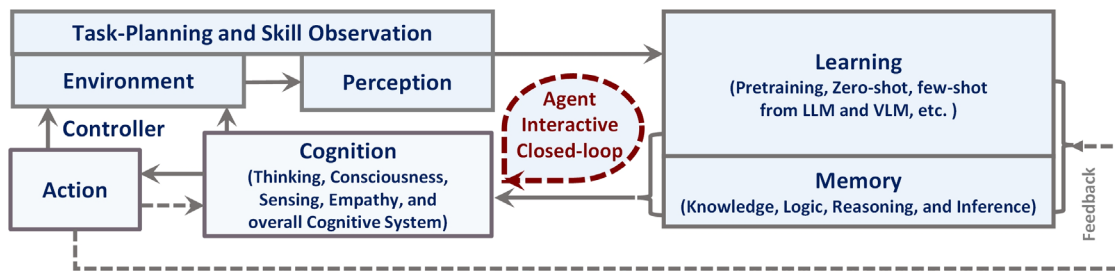 Task-Planning and Skill Observation
Environment
Perception
Controller
Action
Cognition
(Thinking, Consciousness,
Sensing, Empathy, and
overall Cognitive System)
Agent
Interactive
Closed-loop
Learning
(Pretraining, Zero-shot, few-shot
from LLM and VLM, etc. )
Memory
(Knowledge, Logic, Reasoning, and Inference)
Feedback